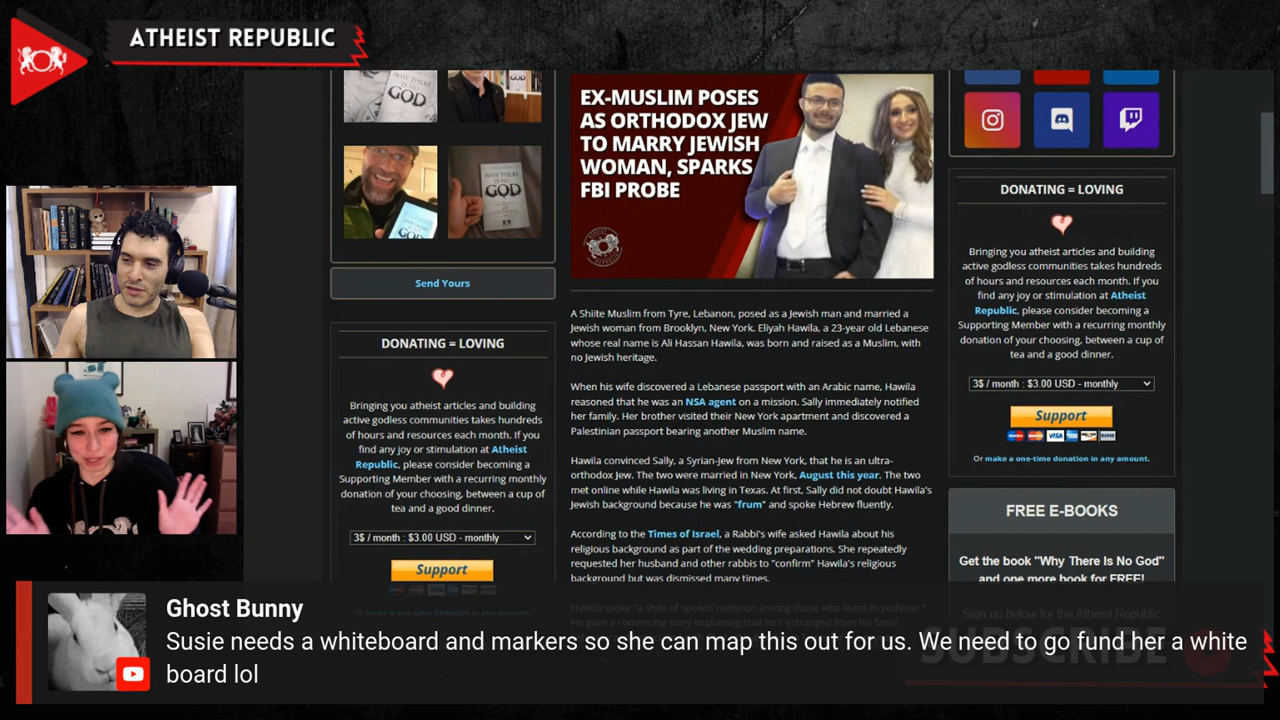 ATHEIST REPUBLIC
WHY THERE IS NO
GOD
Send Yours
DONATING = LOVING
Bringing you atheist articles and building
active godless communities takes hundreds
of hours and resources each month. If you
find any joy or stimulation at Atheist
Republic, please consider becoming a
Supporting Member with a recurring monthly
donation of your choosing, between a cup of
tea and a good dinner.
3$ / month : $3.00 USD - monthly
Support
Or make a one-time donation in any amount.
EX-MUSLIM POSES
AS ORTHODOX JEW
TO MARRY JEWISH
WOMAN, SPARKS
FBI PROBE
A Shiite Muslim from Tyre, Lebanon, posed as a Jewish man and married a
Jewish woman from Brooklyn, New York. Eliyah Hawila, a 23-year old Lebanese
whose real name is Ali Hassan Hawila, was born and raised as a Muslim, with
no Jewish heritage.
When his wife discovered a Lebanese passport with an Arabic name, Hawila
reasoned that he was an NSA agent on a mission. Sally immediately notified
her family. Her brother visited their New York apartment and discovered a
Palestinian passport bearing another Muslim name.
Hawila convinced Sally, a Syrian-Jew from New York, that he is an ultra-
orthodox Jew. The two were married in New York, August this year. The two
met online while Hawila was living in Texas. At first, Sally did not doubt Hawila's
Jewish background because he was "frum" and spoke Hebrew fluently.
According to the Times of Israel, a Rabbi's wife asked Hawila about his
religious background as part of the wedding preparations. She repeatedly
requested her husband and other rabbis to "confirm" Hawila's religious
background but was dismissed many times.
Hawila spoke "a style of speech common among those who learn in yeshivas."
He gave a convincing story explaining that he's estranged from his family,
DONATING = LOVING
Bringing you atheist articles and building
active godless communities takes hundreds
of hours and resources each month. If you
find any joy or stimulation at Atheist
Republic, please consider becoming a
Supporting Member with a recurring monthly
donation of your choosing, between a cup of
tea and a good dinner.
3$ / month : $3.00 USD - monthly
Support
VISA
BANK
Or make a one-time donation in any amount.
FREE E-BOOKS
Get the book "Why There Is No God"
and one more book for FREE!
Sign up below for the Atheist Republic
SUBSCRIBE
Ghost Bunny
Susie needs a whiteboard and markers so she can map this out for us. We need to go fund her a white
board lol